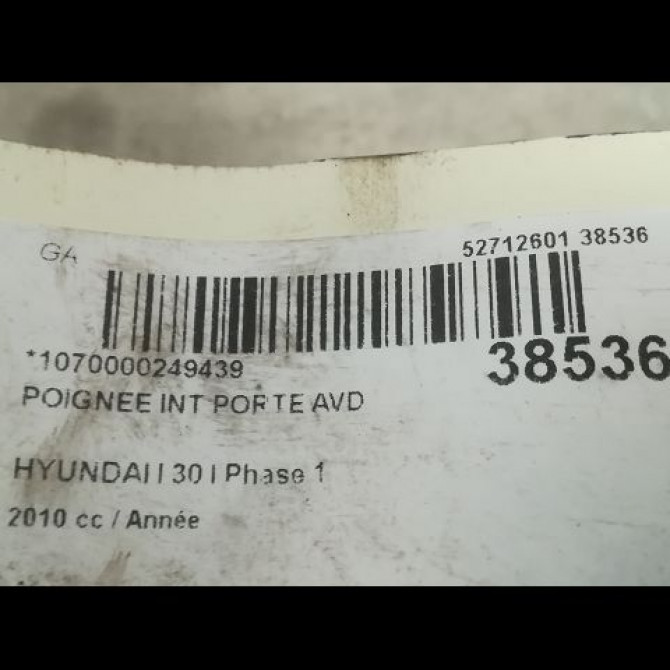 GA
52712601 38536
*1070000249439
38536
POIGNEE INT PORTE AVD
HYUNDAI I 30 I Phase 1
2010 cc / Année